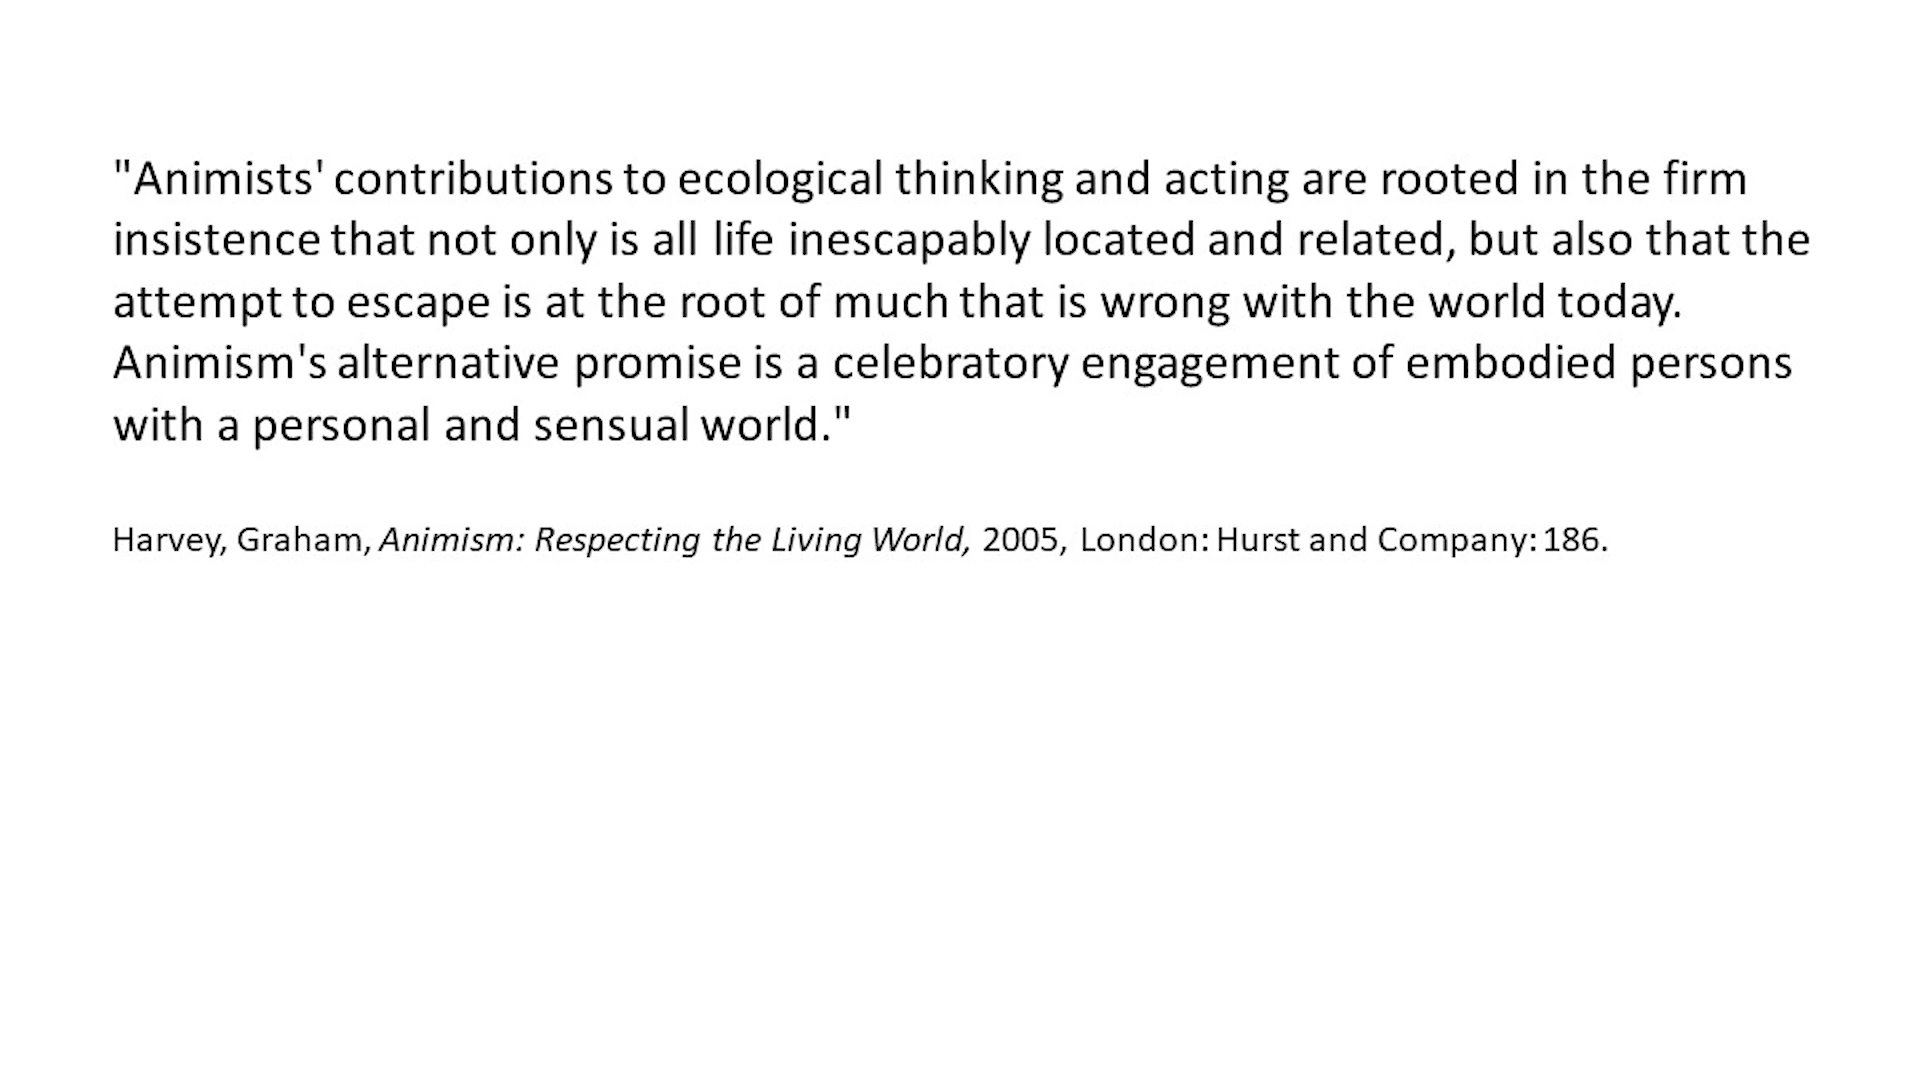 "Animists' contributions to ecological thinking and acting are rooted in the firm
insistence that not only is all life inescapably located and related, but also that the
attempt to escape is at the root of much that is wrong with the world today.
Animism's alternative promise is a celebratory engagement of embodied persons
with a personal and sensual world."
Harvey, Graham, Animism: Respecting the Living World, 2005, London: Hurst and Company: 186.